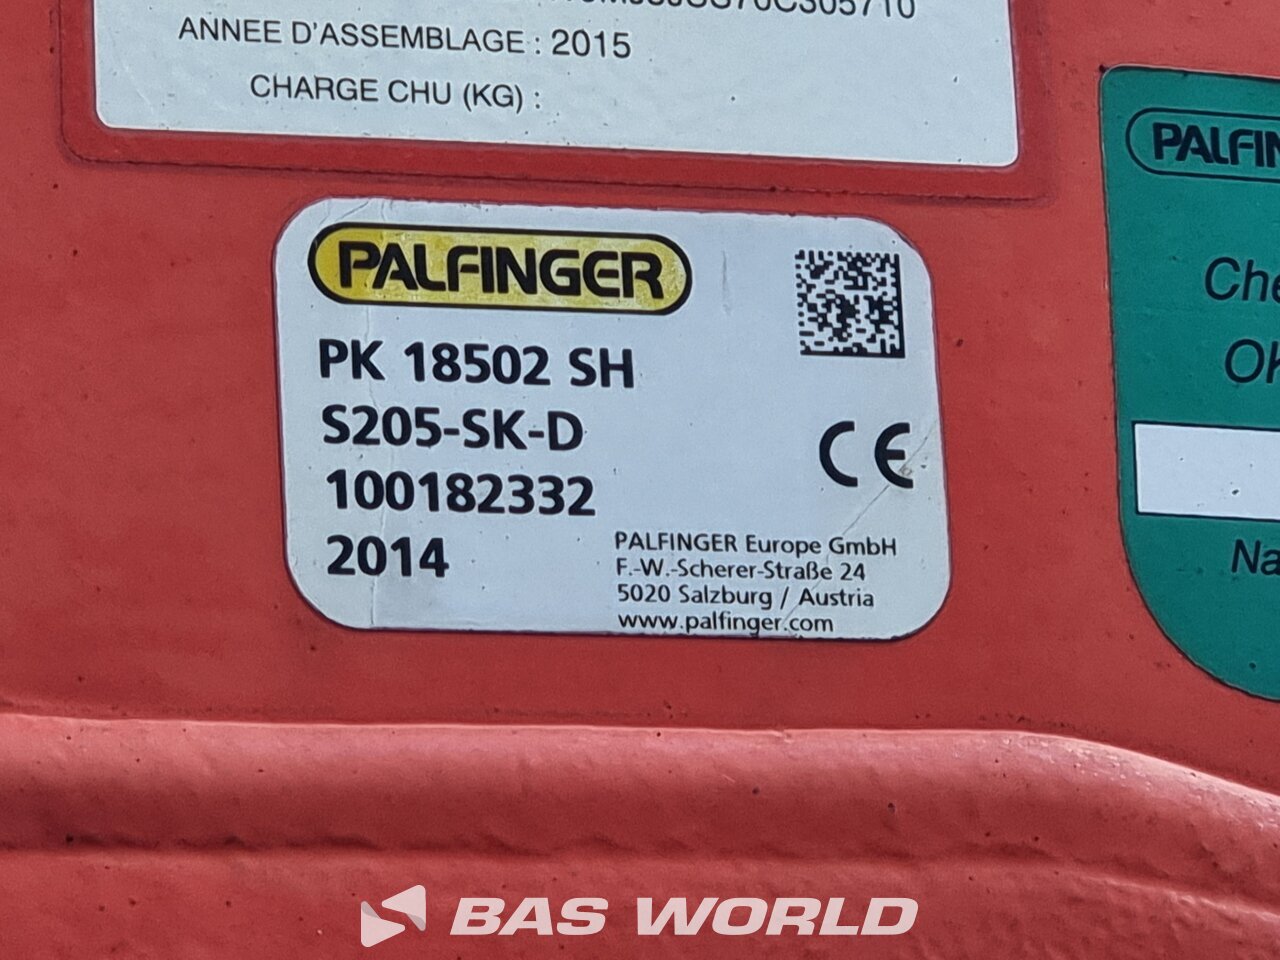 ANNEE D'ASSEMBLAGE : 2015
CHARGE CHU (KG) :
PALFINGER
PK 18502 SH
S205-SK-D
100182332
2014
CE
PALFINGER Europe GmbH
F.-W.-Scherer-Straße 24
5020 Salzburg / Austria
www.palfinger.com
BAS WORLD